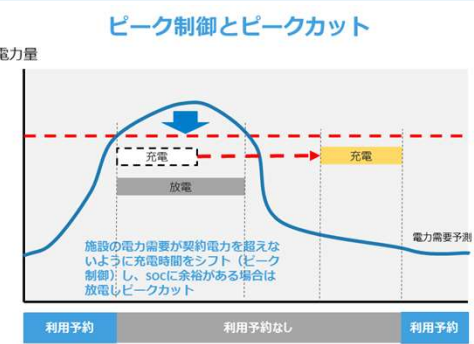 ピーク制御とピークカット
電力量
充電
充電
放電
電力需要予測
施設の電力需要が契約電力を超えな
いように充電時間をシフト（ピーク
制御）し、SOCに余裕がある場合は
放電しピークカット
利用予約
利用予約なし
利用予約